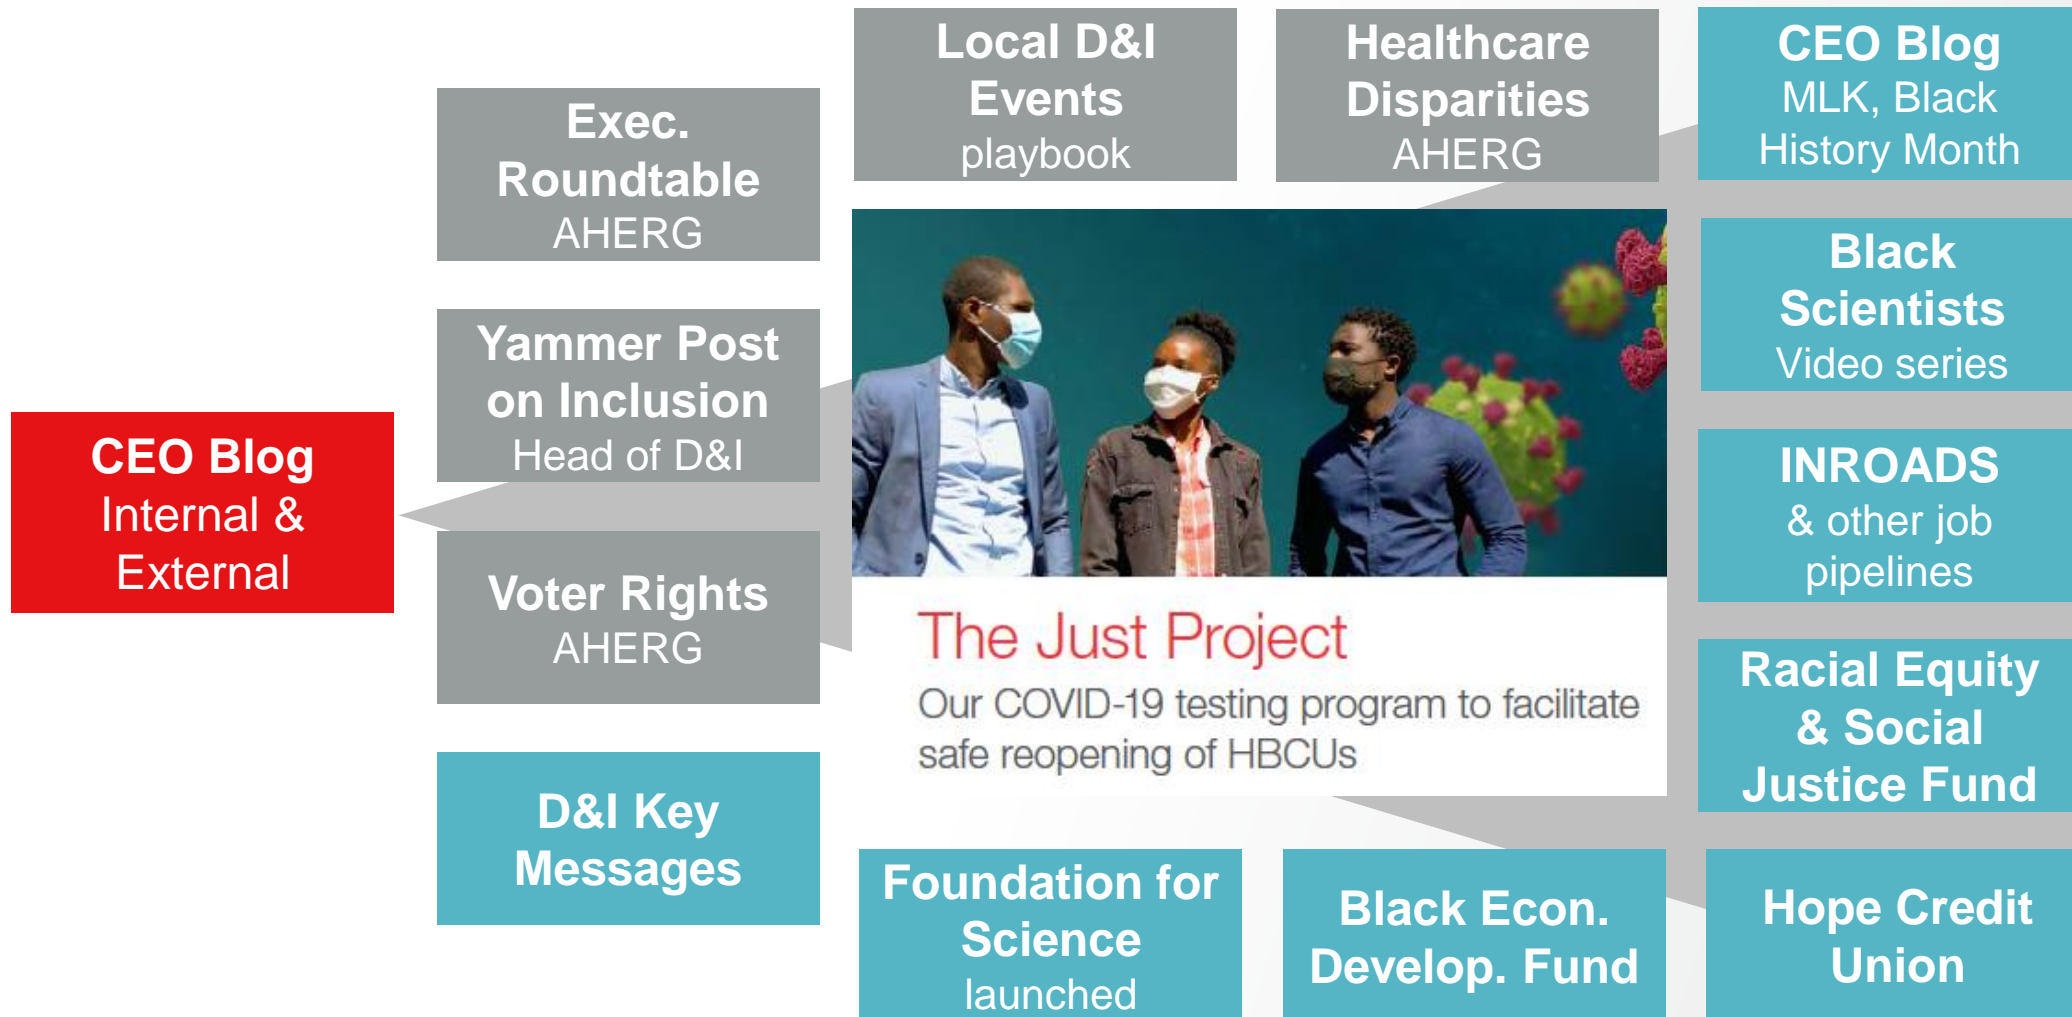 CEO Blog
Internal &
External
Exec.
Roundtable
AHERG
Yammer Post
on Inclusion
Head of D&I
Voter Rights
AHERG
D&I Key
Messages
Local D&I
Events
playbook
Healthcare
Disparities
AHERG
The Just Project
Our COVID-19 testing program to facilitate
safe reopening of HBCUs
Foundation for
Science
launched
Black Econ.
Develop. Fund
CEO Blog
MLK, Black
History Month
Black
Scientists
Video series
INROADS
& other job
pipelines
Racial Equity
& Social
Justice Fund
Hope Credit
Union